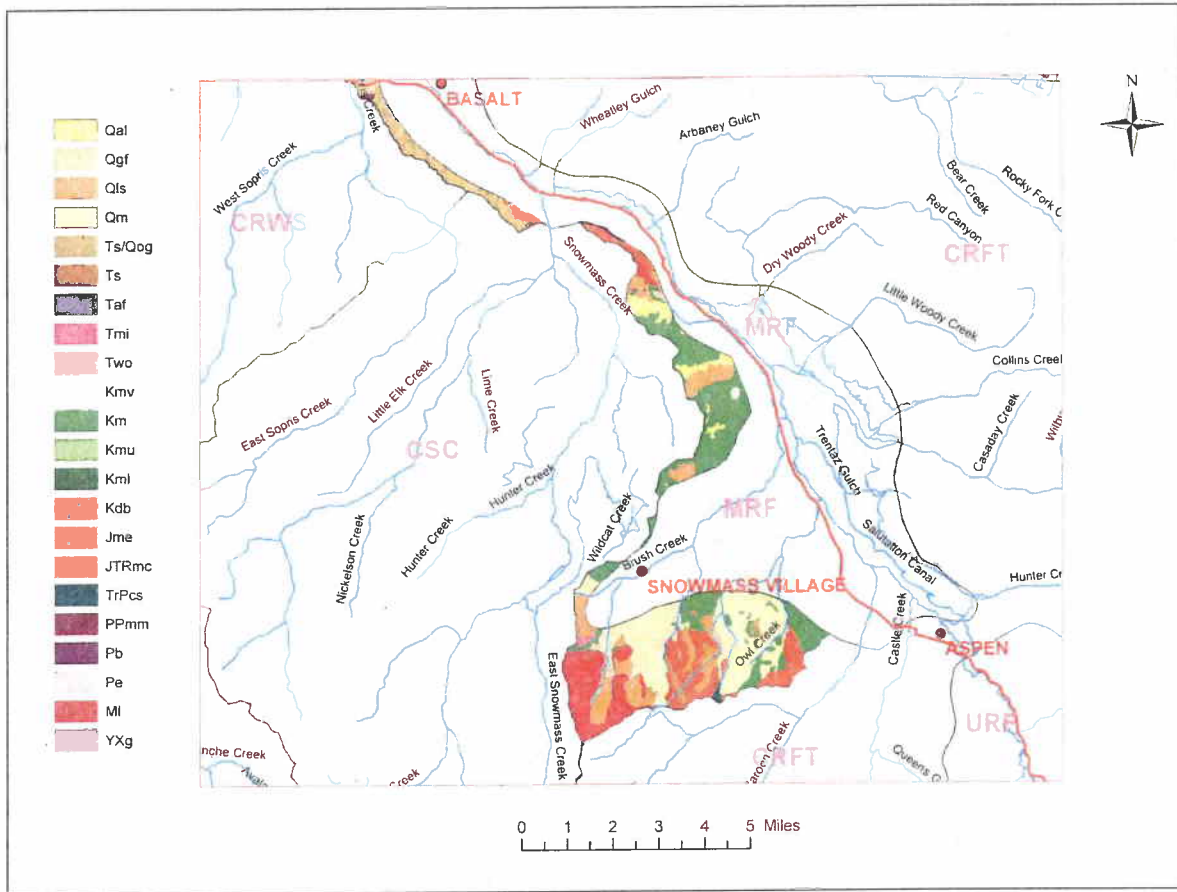 N
Qal
Qgf
Qls
Qm
Ts/Qog
Ts
Taf
Tmi
Two
Kmv
Km
Kmu
Kml
Kdb
Jme
JTRmc
TrPcs
PPmm
Pb
Pe
Ml
YXg
BASALT
Creek
Wheatley Gulch
Arbaney Gulch
West Sopris Creek
CRWS
Bear Creek
Rocky Fork C
Red Canyon
Dry Woody Creek
CRFT
Snowmass Creek
Little Woody Creek
MRF
Collins Creek
Little Elk Creek
Lime Creek
East Sopris Creek
Casaday Creek
Wilbu
CSC
Trentaz Gulch
Hunter Creek
MRF
Nickelson Creek
Hunter Creek
Wildcat Creek
Brush Creek
Salutation Canal
SNOWMASS VILLAGE
Hunter Cr
Castle Creek
ASPEN
Owl Creek
East Snowmass Creek
URF
nche Creek
Avala
Creek
CRFT
Maroon Creek
Queens G
0 1 2 3 4 5 Miles